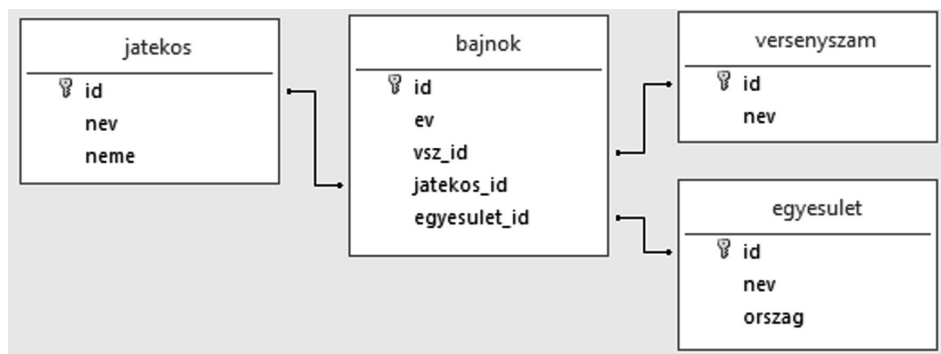 jatekos
id
nev
neme
bajnok
id
ev
vsz_id
jatekos_id
egyesulet_id
versenyszam
id
nev
egyesulet
id
nev
orszag